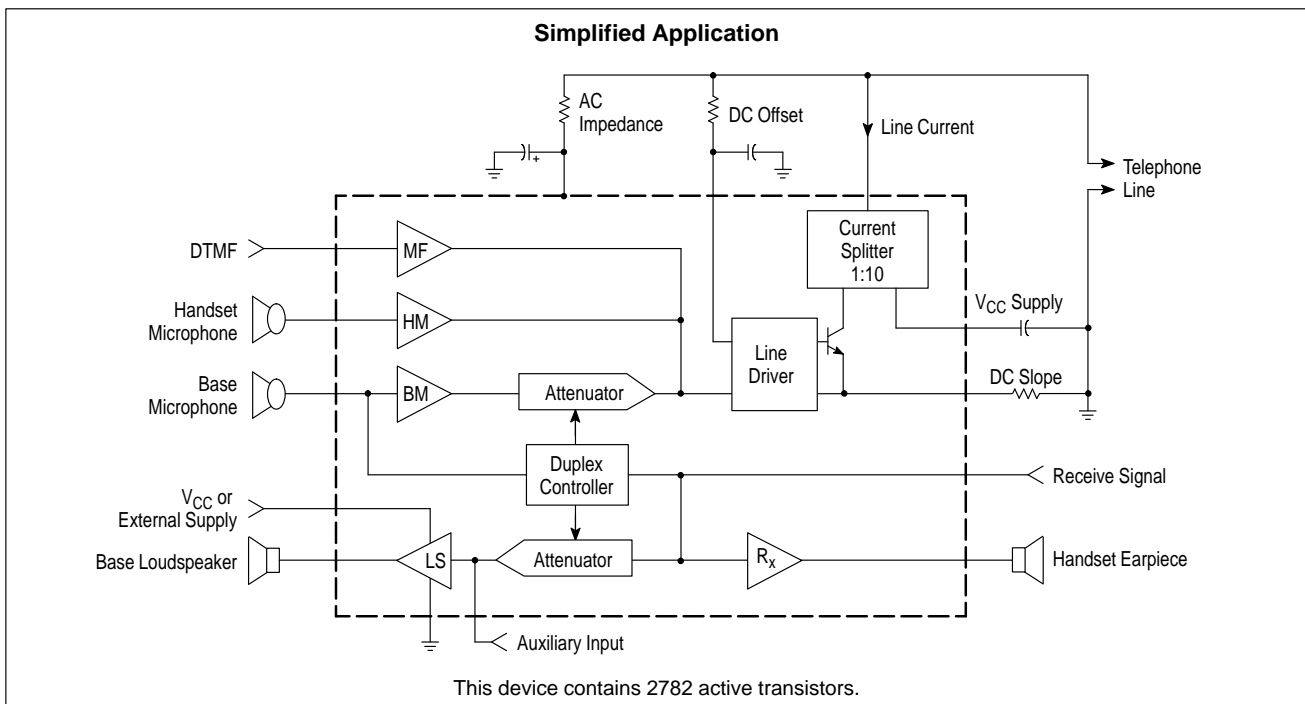 Simplified Application
AC
Impedance
DC Offset
Line Current
+
Telephone
Line
Current
Splitter
1:10
DTMF
MF
VCC Supply
Handset
Microphone
HM
Line
Driver
Base
Microphone
BM
Attenuator
DC Slope
Duplex
Controller
Receive Signal
VCC or
External Supply
Base Loudspeaker
LS
Attenuator
Rx
Handset Earpiece
Auxiliary Input
This device contains 2782 active transistors.